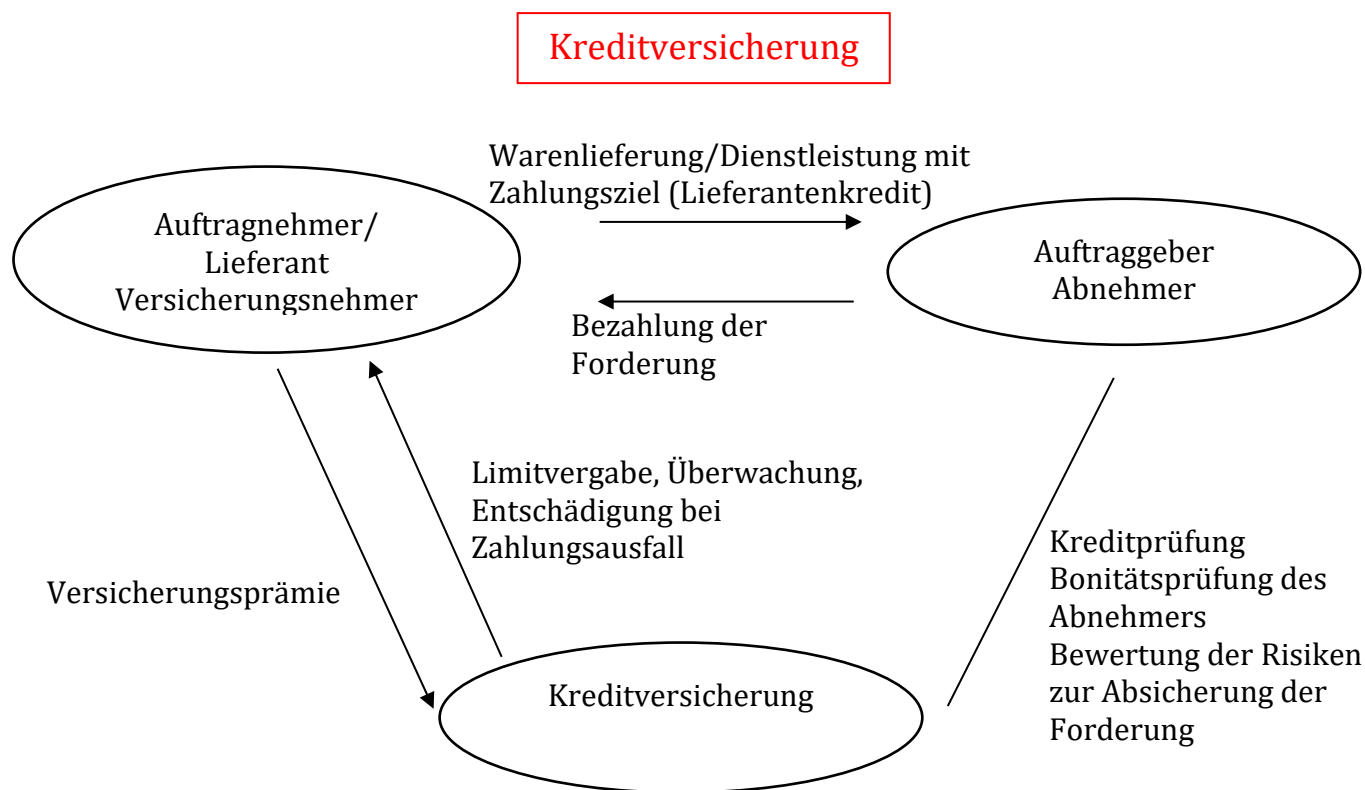 Kreditversicherung
Warenlieferung/Dienstleistung mit
Zahlungsziel (Lieferantenkredit)
Auftragnehmer/
Lieferant
Versicherungsnehmer
Auftraggeber
Abnehmer
Bezahlung der
Forderung
Limitvergabe, Überwachung,
Entschädigung bei
Zahlungsausfall
Versicherungsprämie
Kreditprüfung
Bonitätsprüfung des
Abnehmers
Bewertung der Risiken
zur Absicherung der
Forderung
Kreditversicherung